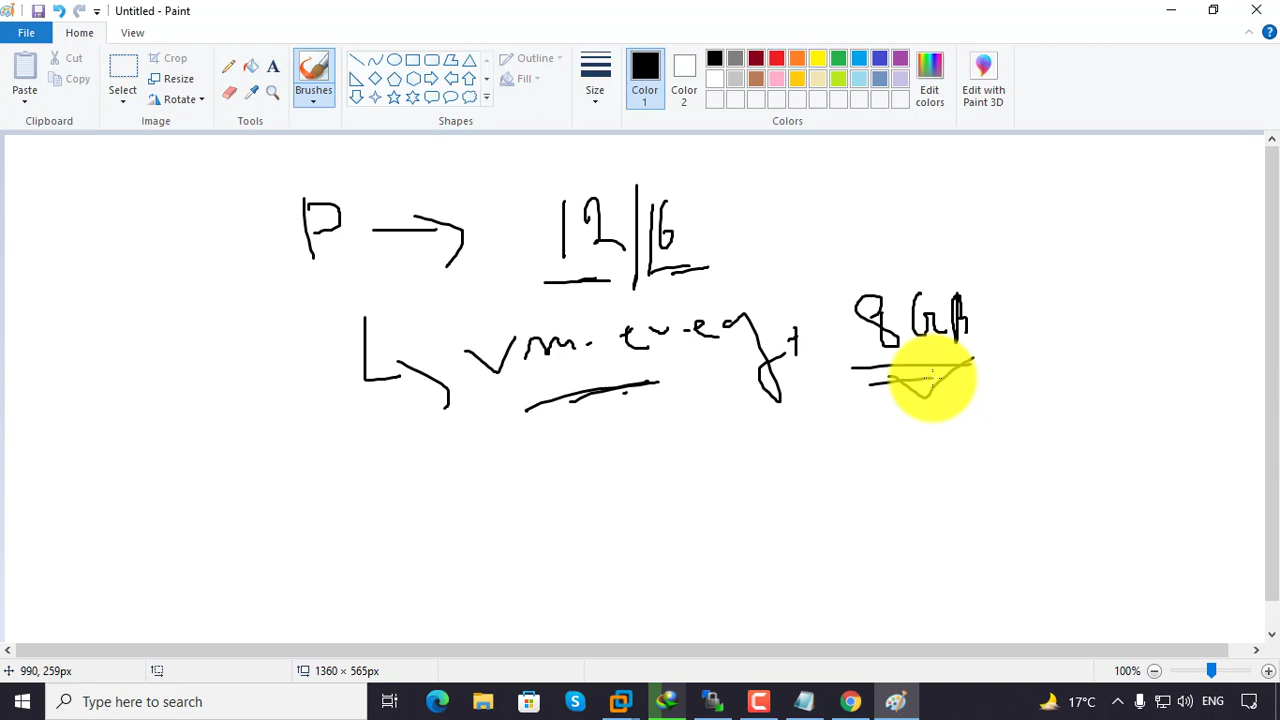 Untitled - Paint
File Home View
Paste Cut Copy Select Crop Resize Rotate A Brushes Outline Fill Size Color 1 Color 2 Edit colors Edit with Paint 3D
Clipboard Image Tools Shapes Colors
P → 12|16
8 GB
990, 259px 1360 × 565px 100%
Type here to search 17°C ENG